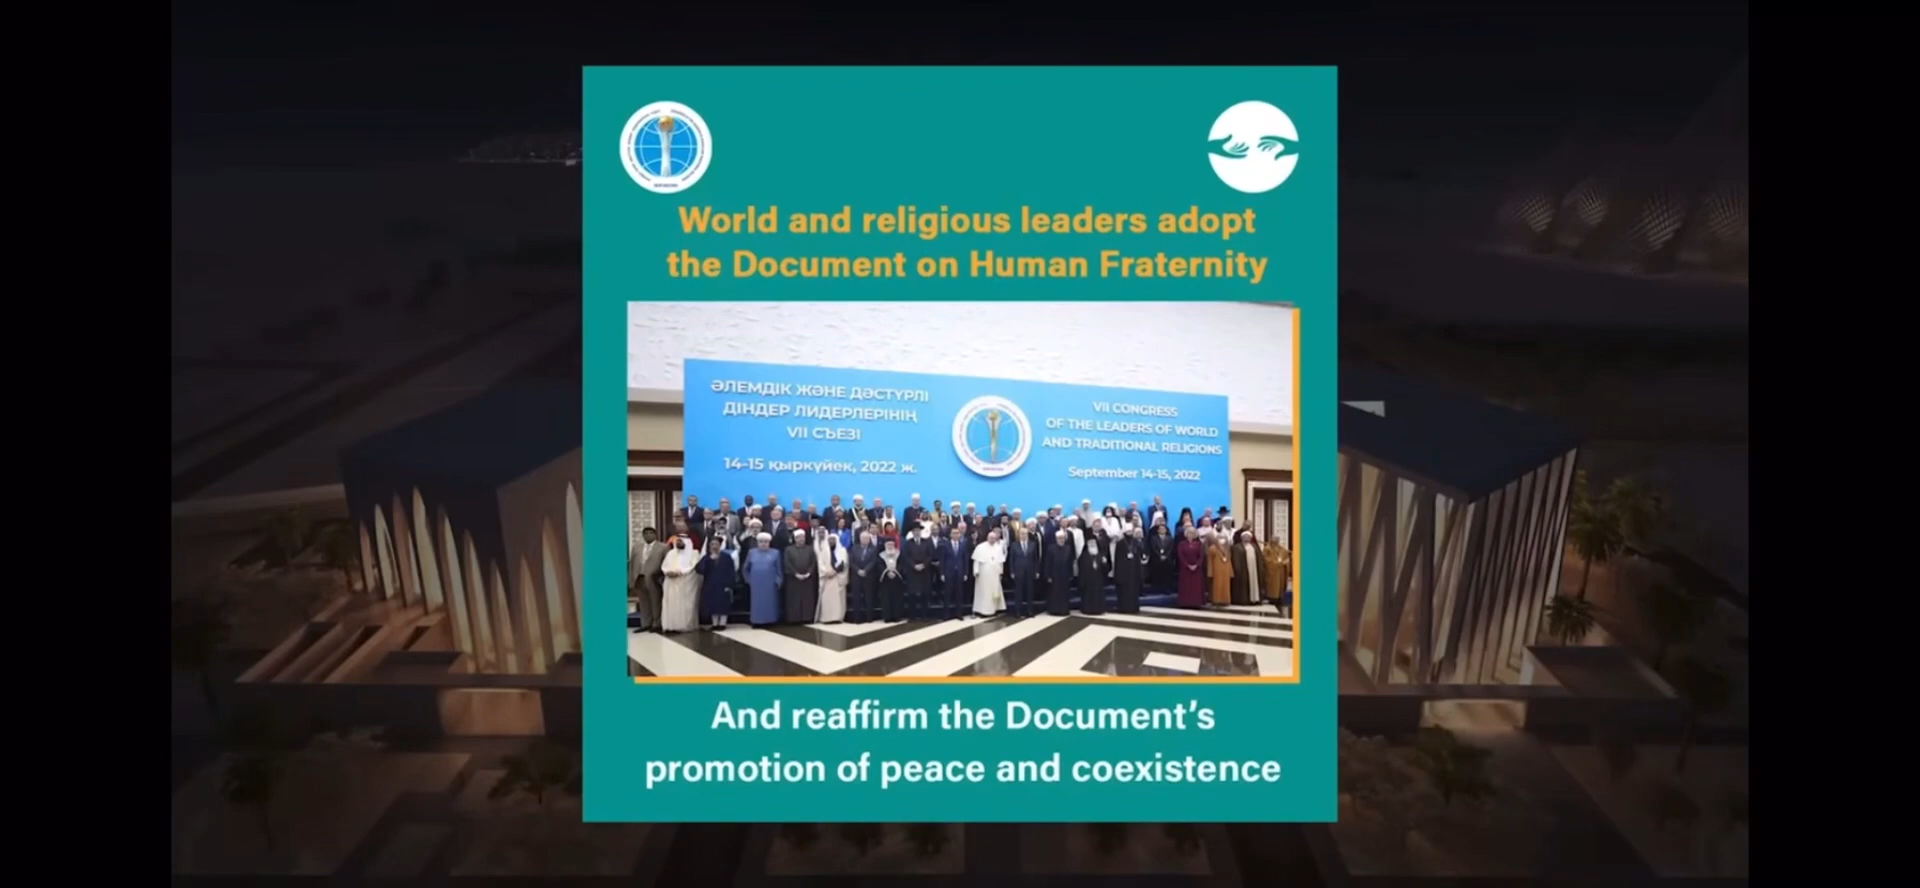 World and religious leaders adopt
the Document on Human Fraternity
ӘЛЕМДІК ЖӘНЕ ДӘСТҮРЛІ
ДІНДЕР ЛИДЕРЛЕРІНІҢ
VII СЪЕЗІ
14-15 қыркүйек, 2022 ж.
VII CONGRESS
OF THE LEADERS OF WORLD
AND TRADITIONAL RELIGIONS
September 14-15, 2022
And reaffirm the Document’s
promotion of peace and coexistence